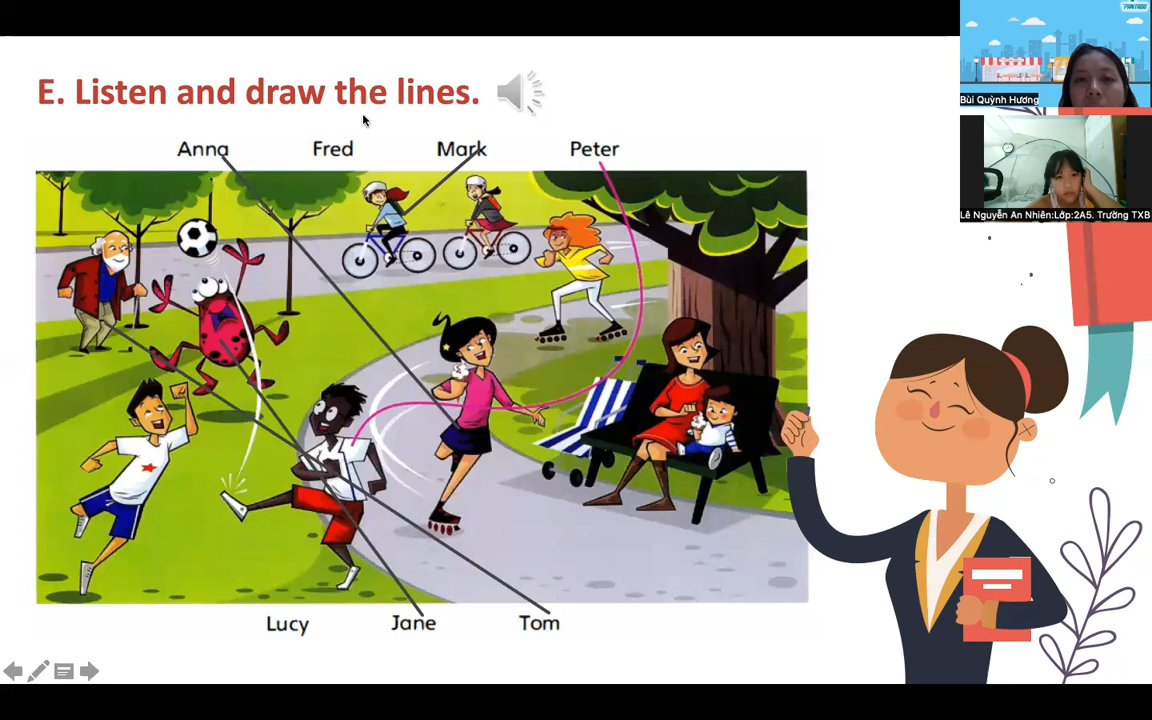 PANTADO
E. Listen and draw the lines.
Bùi Quỳnh Hương
Anna Fred Mark Peter
Lê Nguyễn An Nhiên:Lớp:2A5. Trường TXB
Lucy Jane Tom